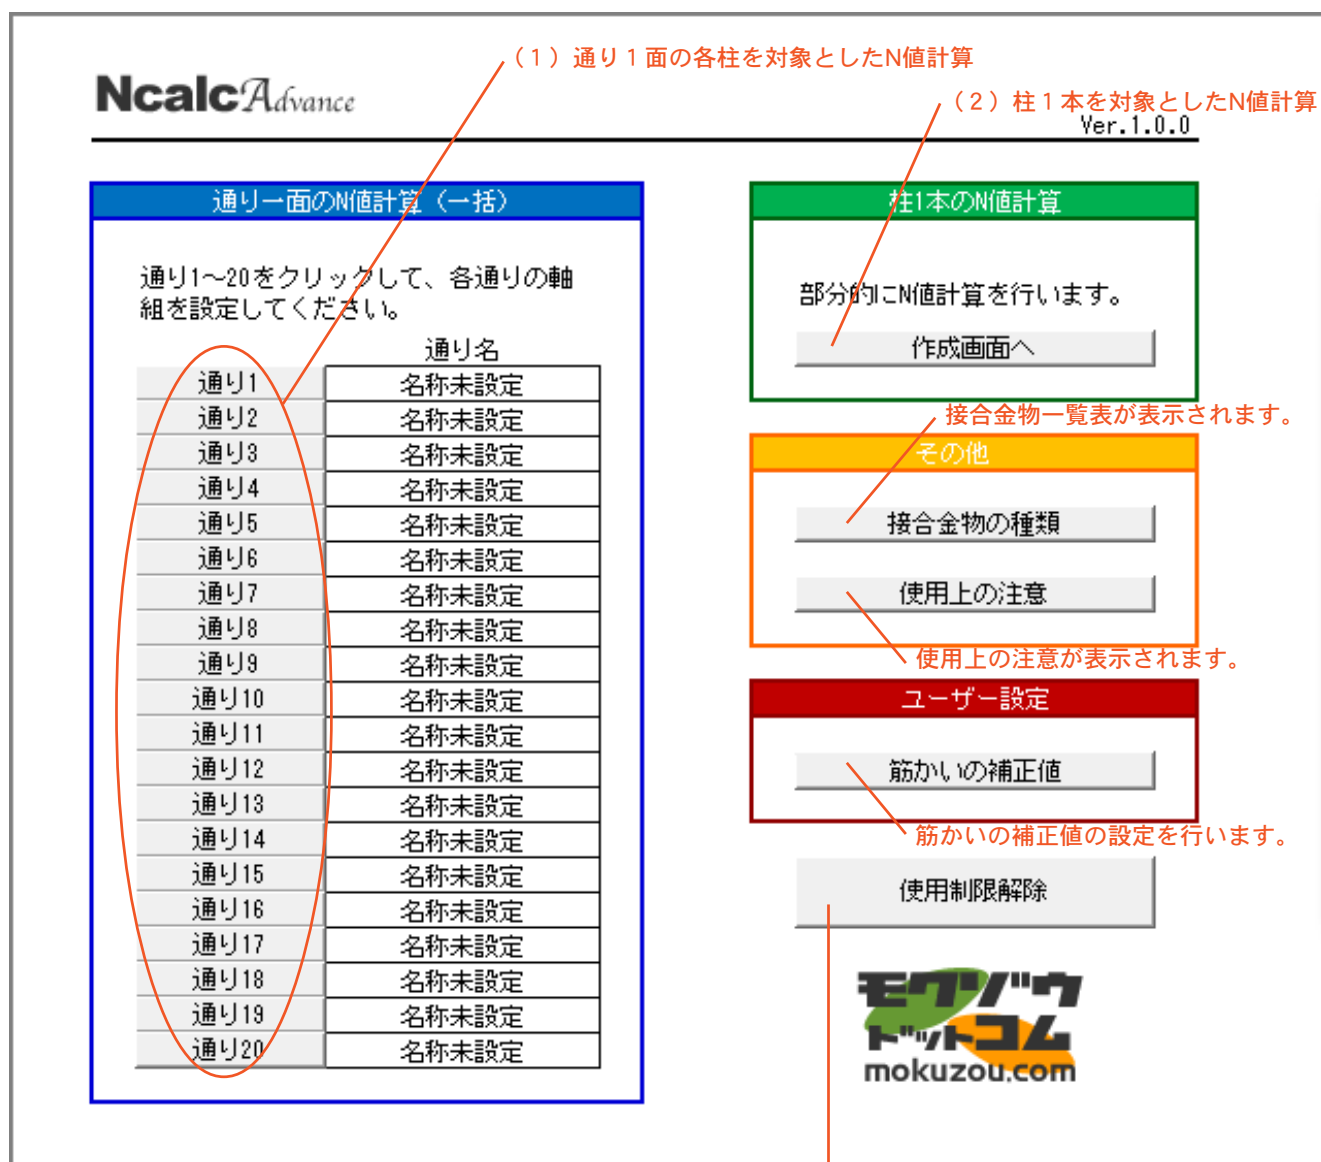 （1）通り１面の各柱を対象としたN値計算
NcalcAdvance
（２）柱１本を対象としたN値計算
Ver.1.0.0
通り一面のN値計算（一括）
通り1～20をクリックして、各通りの軸
組を設定してください。
通り名
通り1 名称未設定
通り2 名称未設定
通り3 名称未設定
通り4 名称未設定
通り5 名称未設定
通り6 名称未設定
通り7 名称未設定
通り8 名称未設定
通り9 名称未設定
通り10 名称未設定
通り11 名称未設定
通り12 名称未設定
通り13 名称未設定
通り14 名称未設定
通り15 名称未設定
通り16 名称未設定
通り17 名称未設定
通り18 名称未設定
通り19 名称未設定
通り20 名称未設定
柱1本のN値計算
部分的にN値計算を行います。
作成画面へ
接合金物一覧表が表示されます。
その他
接合金物の種類
使用上の注意
使用上の注意が表示されます。
ユーザー設定
筋かいの補正値
筋かいの補正値の設定を行います。
使用制限解除
モクゾウ
ドットコム
mokuzou.com